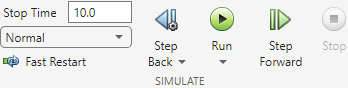 Stop Time 10.0
Normal
Fast Restart
Step Back
Run
Step Forward
Stop
SIMULATE